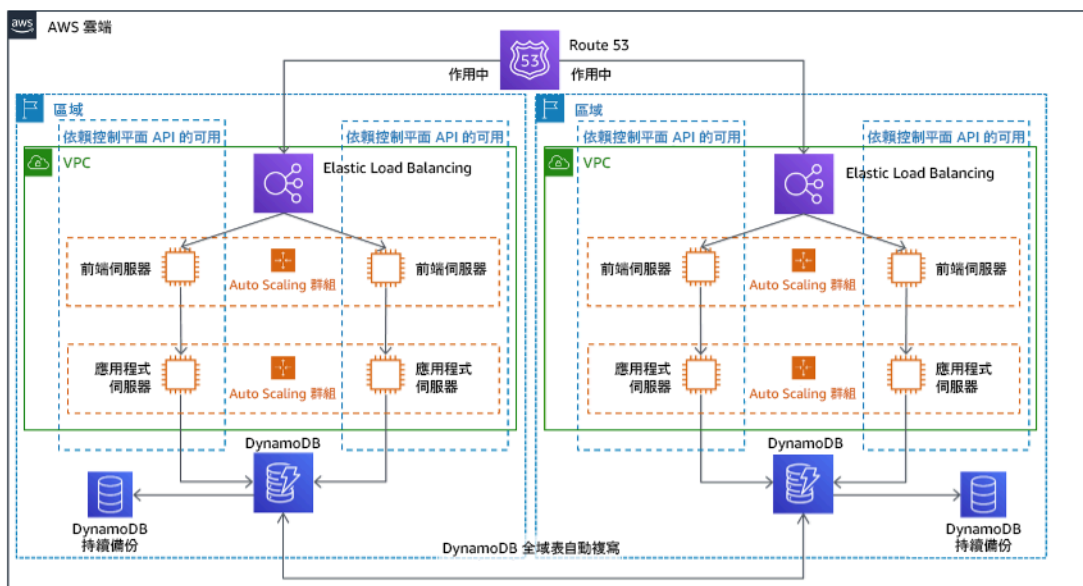 aws
AWS 雲端
Route 53
53
作用中
作用中
區域
區域
依賴控制平面 API 的可用
依賴控制平面 API 的可用
依賴控制平面 API 的可用
依賴控制平面 API 的可用
VPC
Elastic Load Balancing
VPC
Elastic Load Balancing
前端伺服器
Auto Scaling 群組
前端伺服器
前端伺服器
Auto Scaling 群組
前端伺服器
應用程式
伺服器
Auto Scaling 群組
應用程式
伺服器
應用程式
伺服器
Auto Scaling 群組
應用程式
伺服器
DynamoDB
DynamoDB
DynamoDB
持續備份
DynamoDB
持續備份
DynamoDB 全域表自動複寫